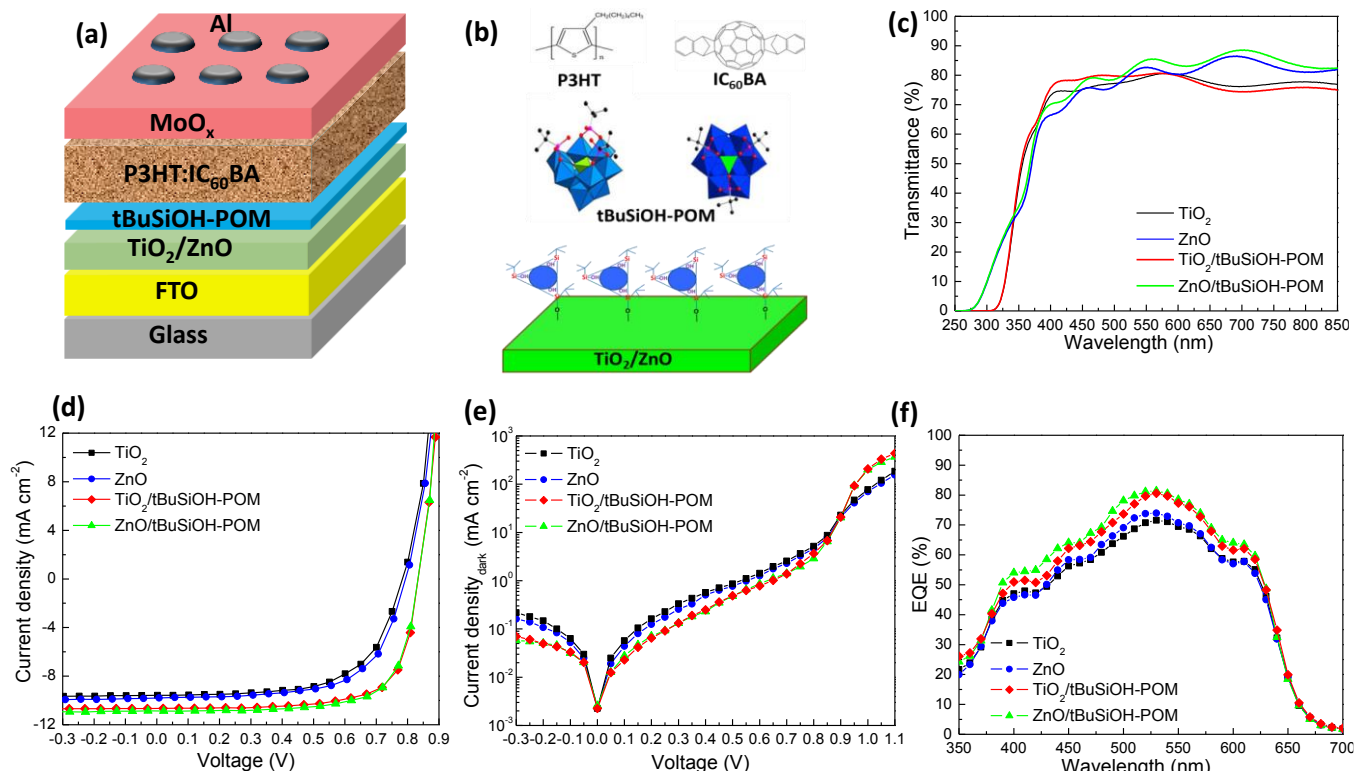 (a)
Al
MoOₓ
P3HT:IC₆₀BA
tBuSiOH-POM
TiO₂/ZnO
FTO
Glass
(b)
CH₂(CH₂)₄CH₃
S
n
P3HT
IC₆₀BA
tBuSiOH-POM
TiO₂/ZnO
(c)
Transmittance (%)
100
90
80
70
60
50
40
30
20
10
0
TiO₂
ZnO
TiO₂/tBuSiOH-POM
ZnO/tBuSiOH-POM
250 300 350 400 450 500 550 600 650 700 750 800 850
Wavelength (nm)
(d)
Current density (mA cm⁻²)
12
8
4
0
-4
-8
-12
TiO₂
ZnO
TiO₂/tBuSiOH-POM
ZnO/tBuSiOH-POM
-0.3 -0.2 -0.1 0.0 0.1 0.2 0.3 0.4 0.5 0.6 0.7 0.8 0.9
Voltage (V)
(e)
Current density dark (mA cm⁻²)
10³
10²
10¹
10⁰
10⁻¹
10⁻²
10⁻³
TiO₂
ZnO
TiO₂/tBuSiOH-POM
ZnO/tBuSiOH-POM
-0.3 -0.2 -0.1 0.0 0.1 0.2 0.3 0.4 0.5 0.6 0.7 0.8 0.9 1.0 1.1
Voltage (V)
(f)
EQE (%)
100
90
80
70
60
50
40
30
20
10
0
TiO₂
ZnO
TiO₂/tBuSiOH-POM
ZnO/tBuSiOH-POM
350 400 450 500 550 600 650 700
Wavelength (nm)